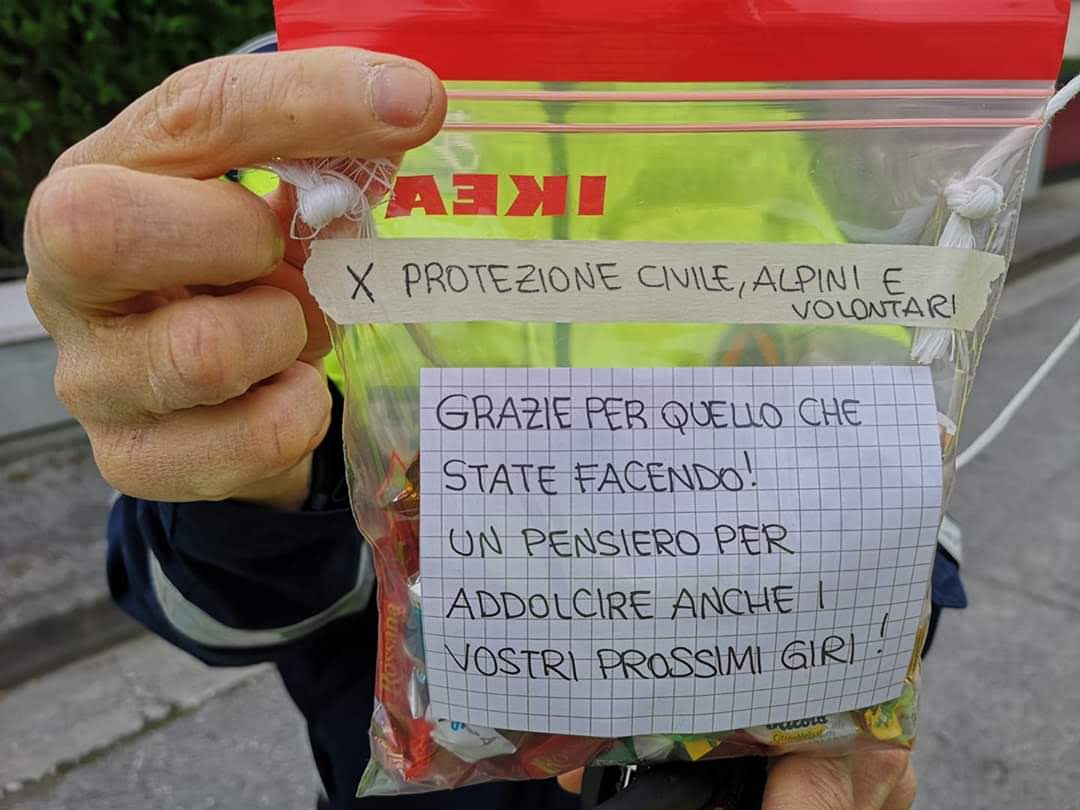 IKEA
X PROTEZIONE CIVILE, ALPINI E
VOLONTARI
GRAZIE PER QUELLO CHE
STATE FACENDO!
UN PENSIERO PER
ADDOLCIRE ANCHE I
VOSTRI PROSSIMI GIRI!
Rossana